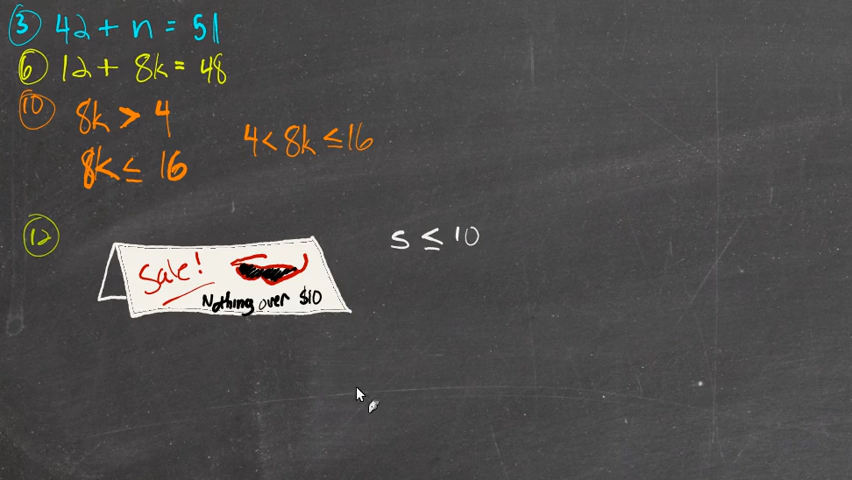 ③ 42 + n = 51
⑥ 12 + 8k = 48
⑩ 8k > 4
8k ≤ 16
4 < 8k ≤ 16
⑫
Sale!
Nothing over $10
s ≤ 10